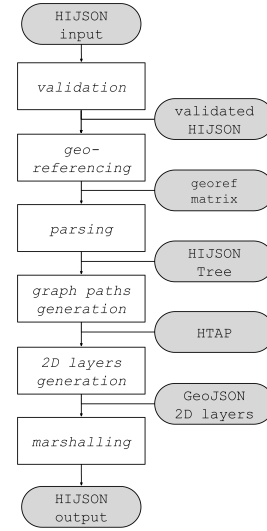 HIJSON
input
validation
validated
HIJSON
geo-
referencing
georef
matrix
parsing
HIJSON
Tree
graph paths
generation
HTAP
2D layers
generation
GeoJSON
2D layers
marshalling
HIJSON
output